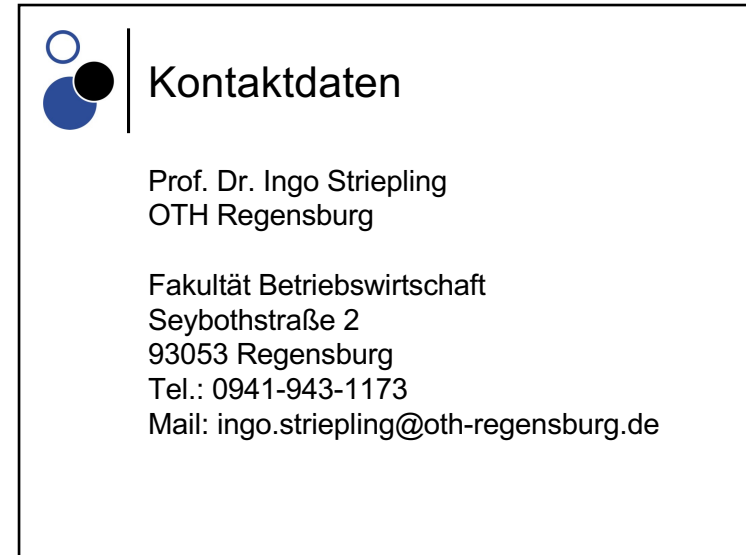 Kontaktdaten
Prof. Dr. Ingo Striepling
OTH Regensburg
Fakultät Betriebswirtschaft
Seybothstraße 2
93053 Regensburg
Tel.: 0941-943-1173
Mail: ingo.striepling@oth-regensburg.de